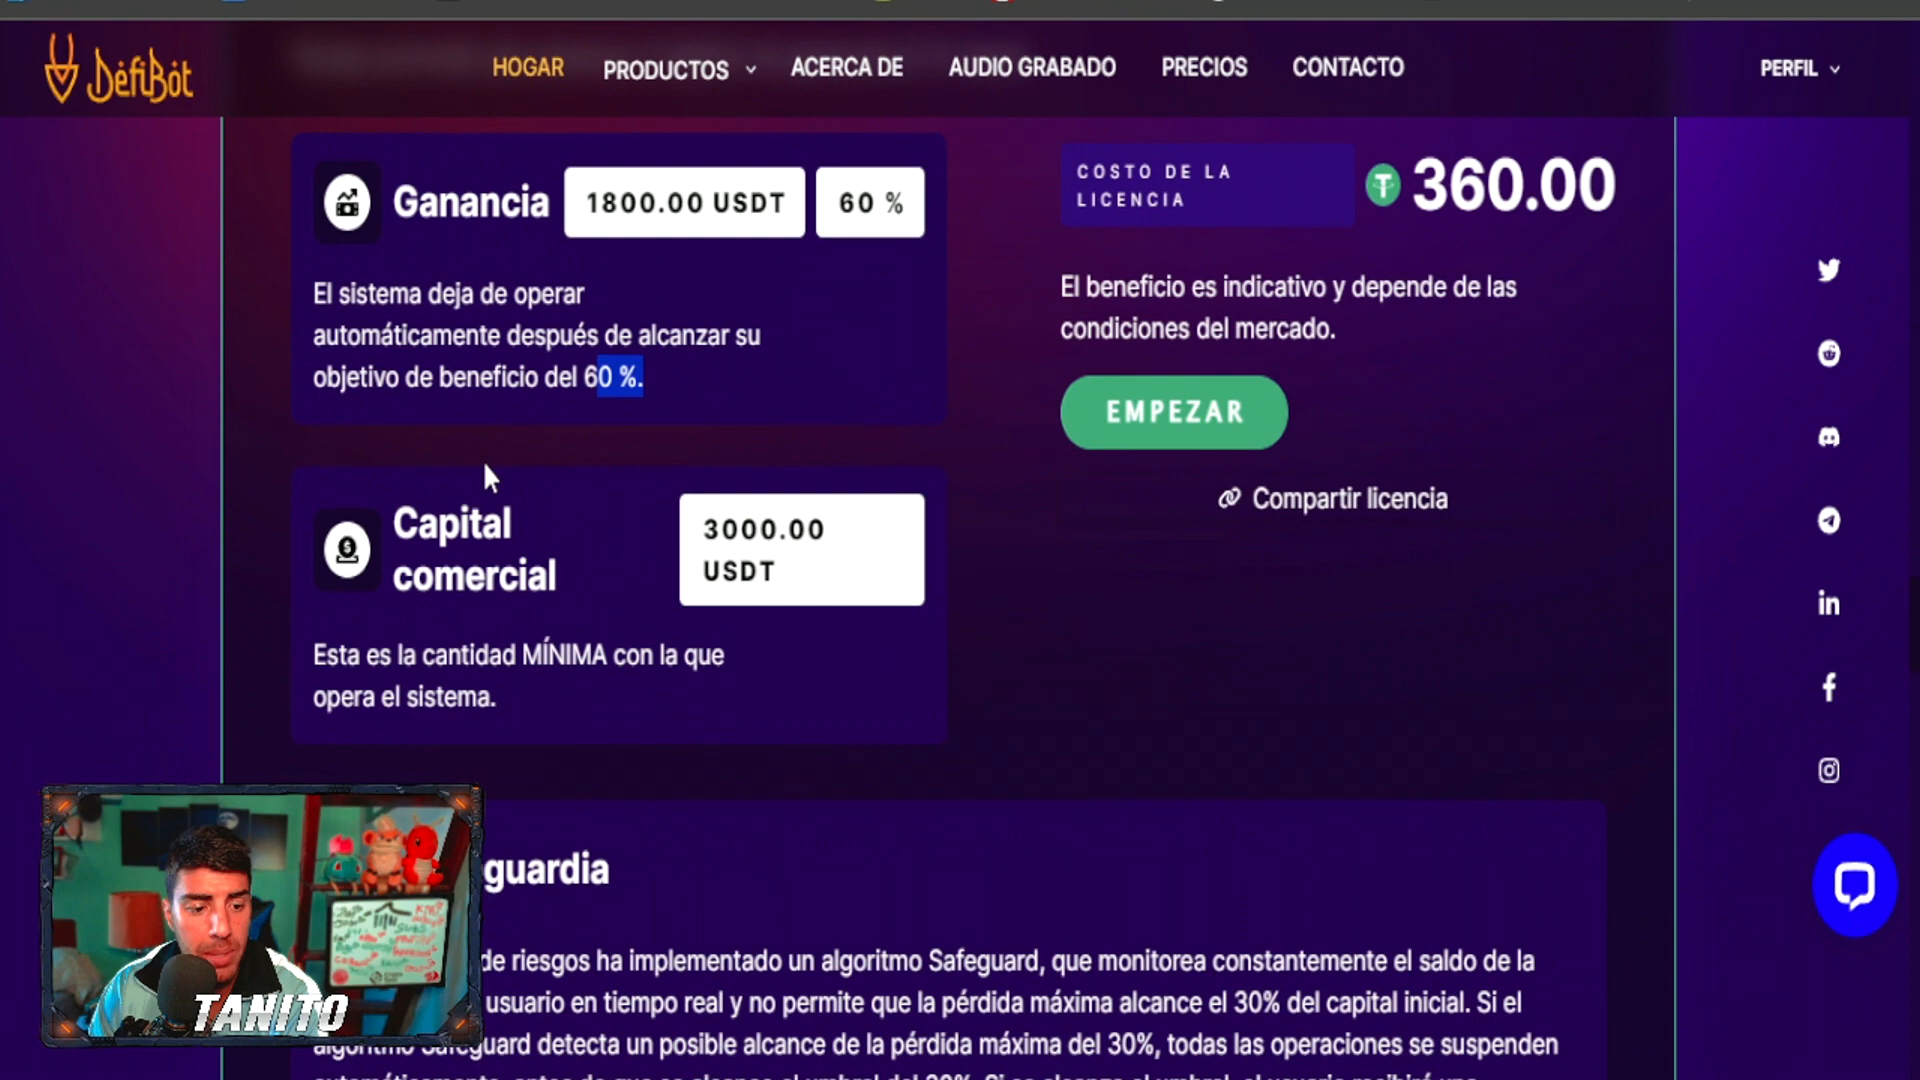 DefiBot
HOGAR
PRODUCTOS
ACERCA DE
AUDIO GRABADO
PRECIOS
CONTACTO
PERFIL
Ganancia
1800.00 USDT
60 %
El sistema deja de operar
automáticamente después de alcanzar su
objetivo de beneficio del 60 %.
Capital
comercial
3000.00
USDT
Esta es la cantidad MÍNIMA con la que
opera el sistema.
COSTO DE LA
LICENCIA
360.00
El beneficio es indicativo y depende de las
condiciones del mercado.
EMPEZAR
Compartir licencia
guardia
de riesgos ha implementado un algoritmo Safeguard, que monitorea constantemente el saldo de la
usuario en tiempo real y no permite que la pérdida máxima alcance el 30% del capital inicial. Si el
algoritmo Safeguard detecta un posible alcance de la pérdida máxima del 30%, todas las operaciones se suspenden
TANITO